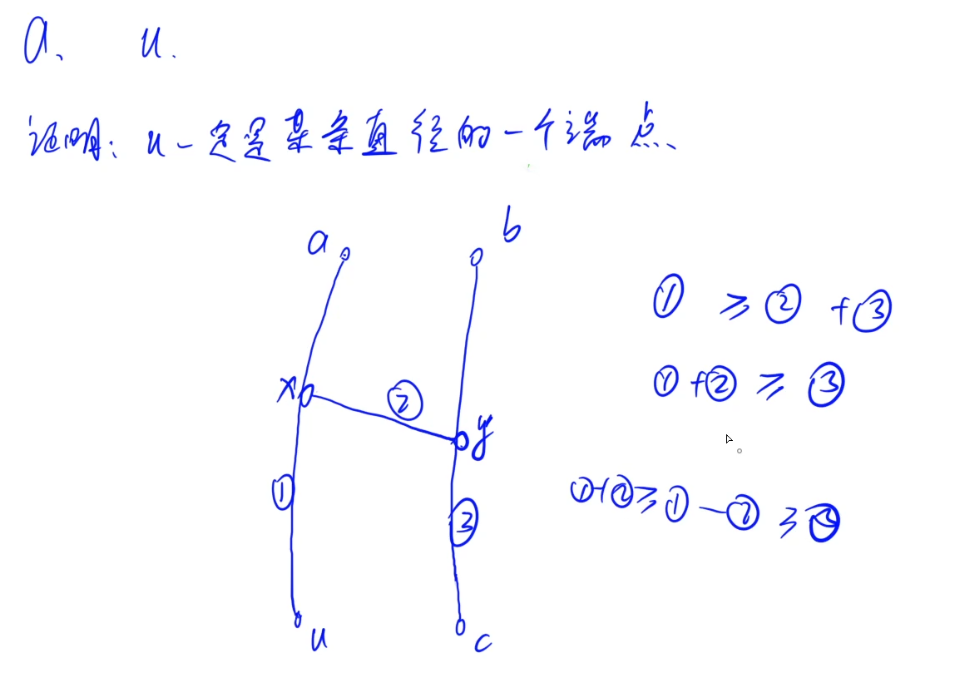 a、 u.
证明: u一定是某条直径的一个端点、
a
b
① ≥ ② + ③
x
②
① + ② ≥ ③
y
①
③
①+②≥① — ② ≥ ③
u
c